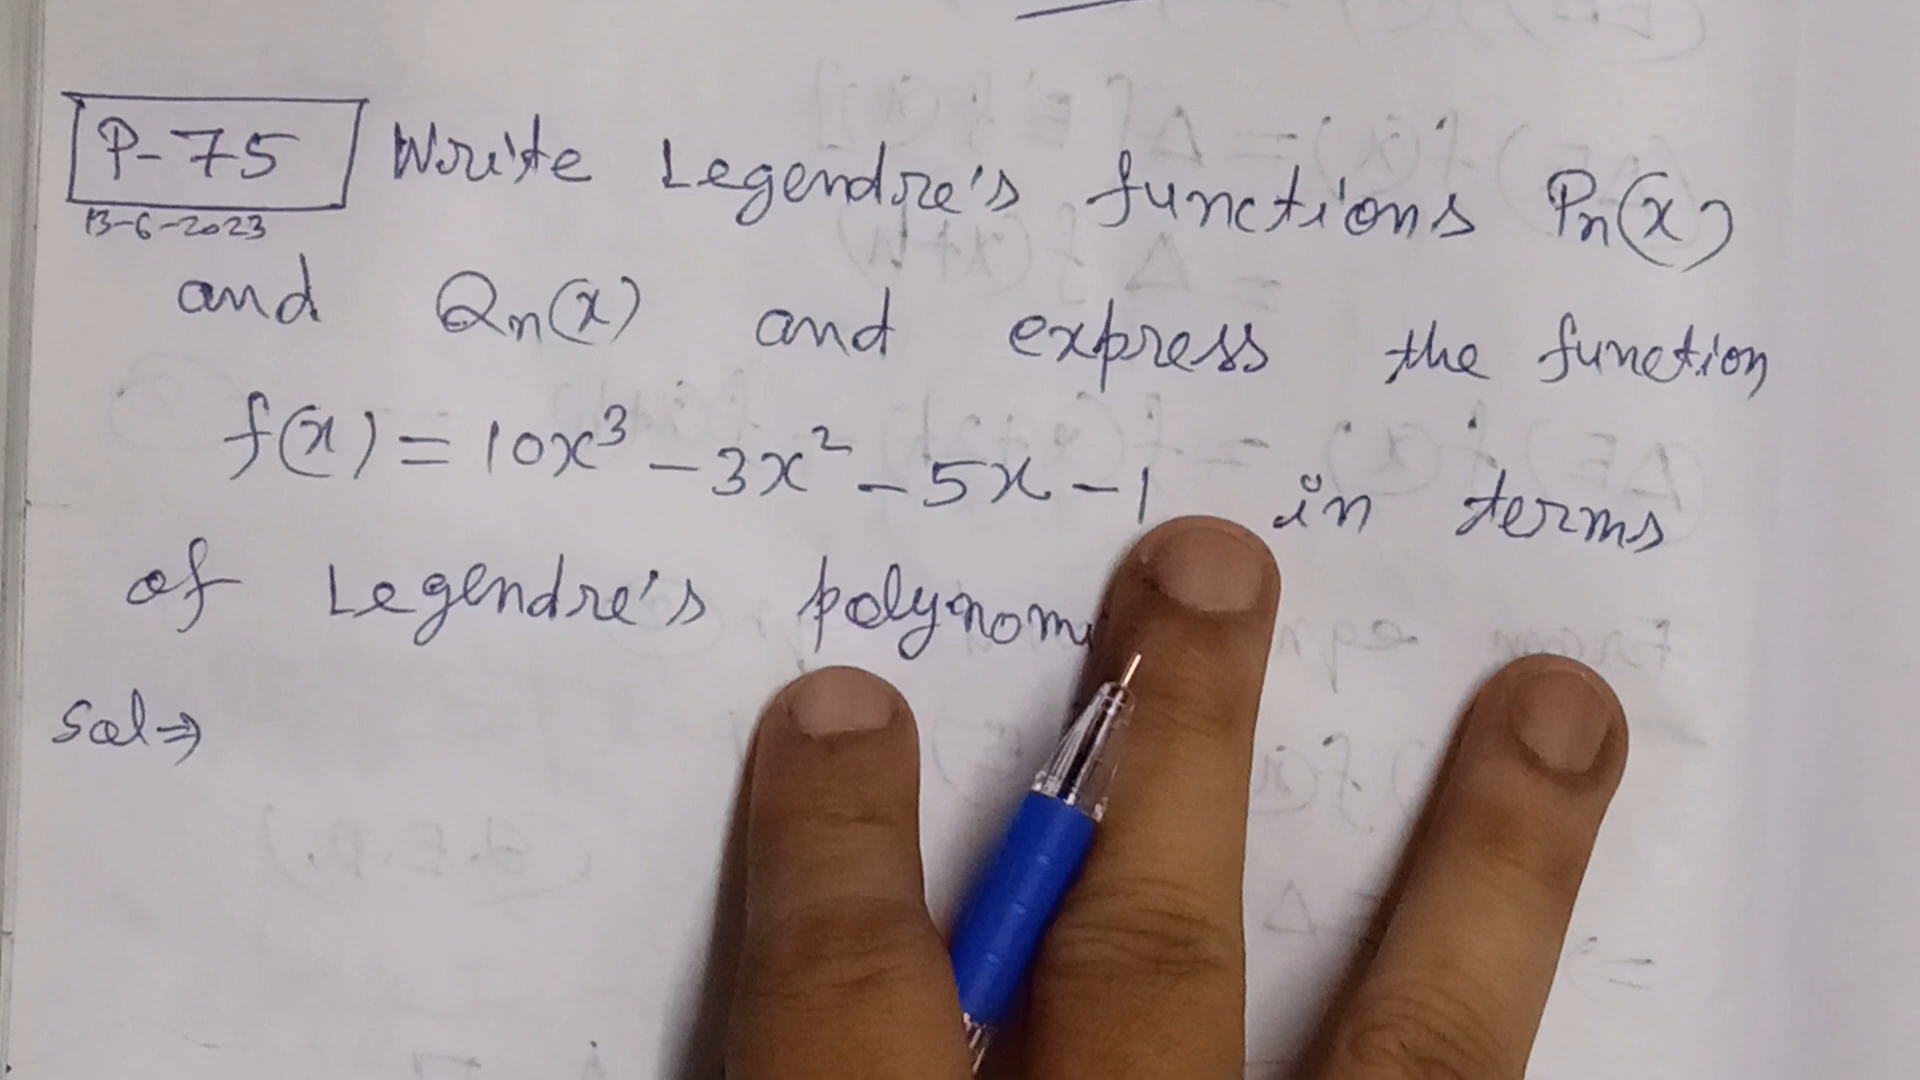 P-75 Write Legendre's functions Pn(x)
13-6-2023
and Qn(x) and express the function
f(x) = 10x³ - 3x² - 5x - 1 in terms
of Legendre's polynom
Sol⇒